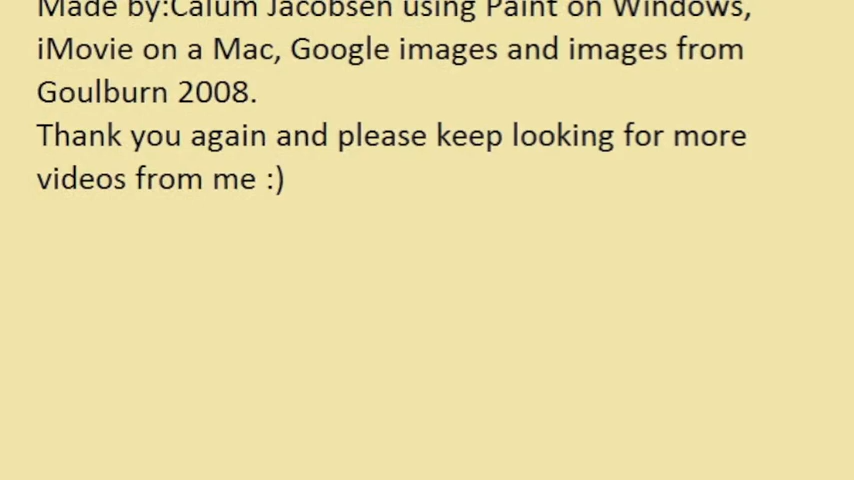 Made by:Calum Jacobsen using Paint on Windows,
iMovie on a Mac, Google images and images from
Goulburn 2008.
Thank you again and please keep looking for more
videos from me :)